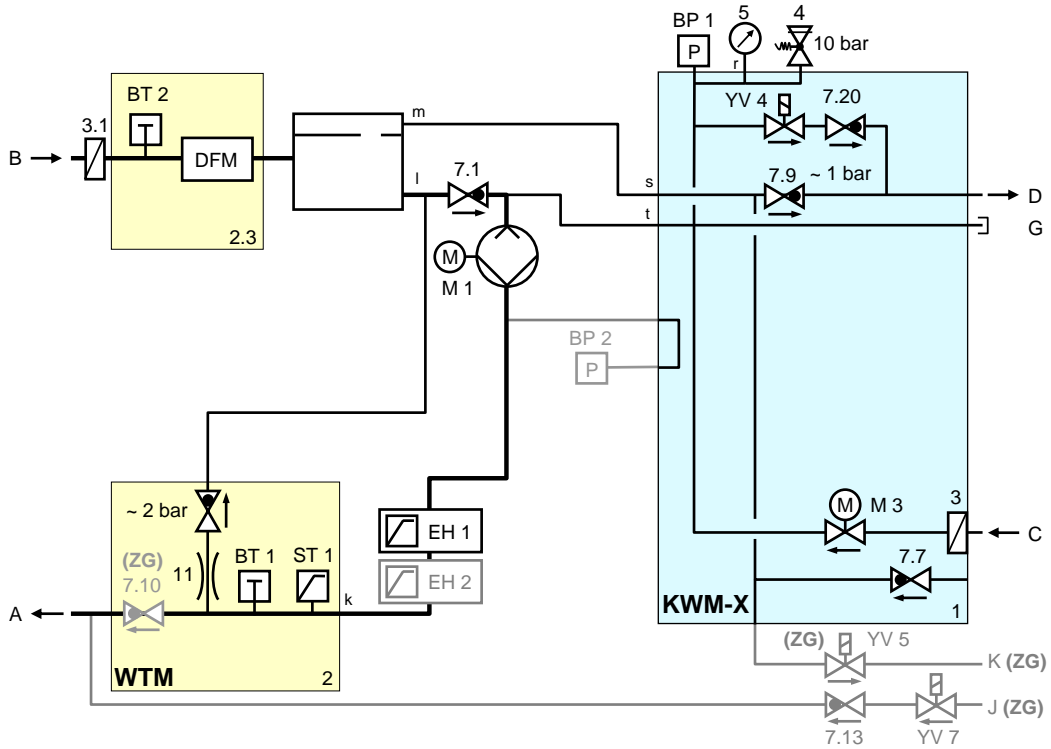 BP 1
5
4
P
r
10 bar
BT 2
YV 4
7.20
3.1
m
B
DFM
l
7.1
s
7.9
~ 1 bar
D
t
G
2.3
M
M 1
BP 2
P
~ 2 bar
EH 1
M
M 3
3
C
(ZG)
BT 1
ST 1
7.10
11
EH 2
7.7
k
A
KWM-X
1
WTM
2
(ZG)
YV 5
K (ZG)
J (ZG)
7.13
YV 7